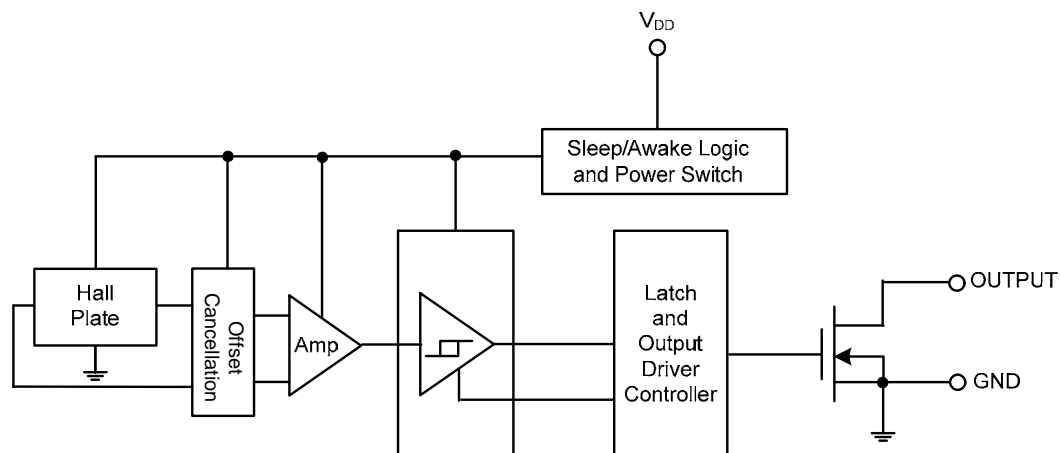 VDD
Sleep/Awake Logic
and Power Switch
Hall
Plate
Offset
Cancellation
Amp
Latch
and
Output
Driver
Controller
OUTPUT
GND